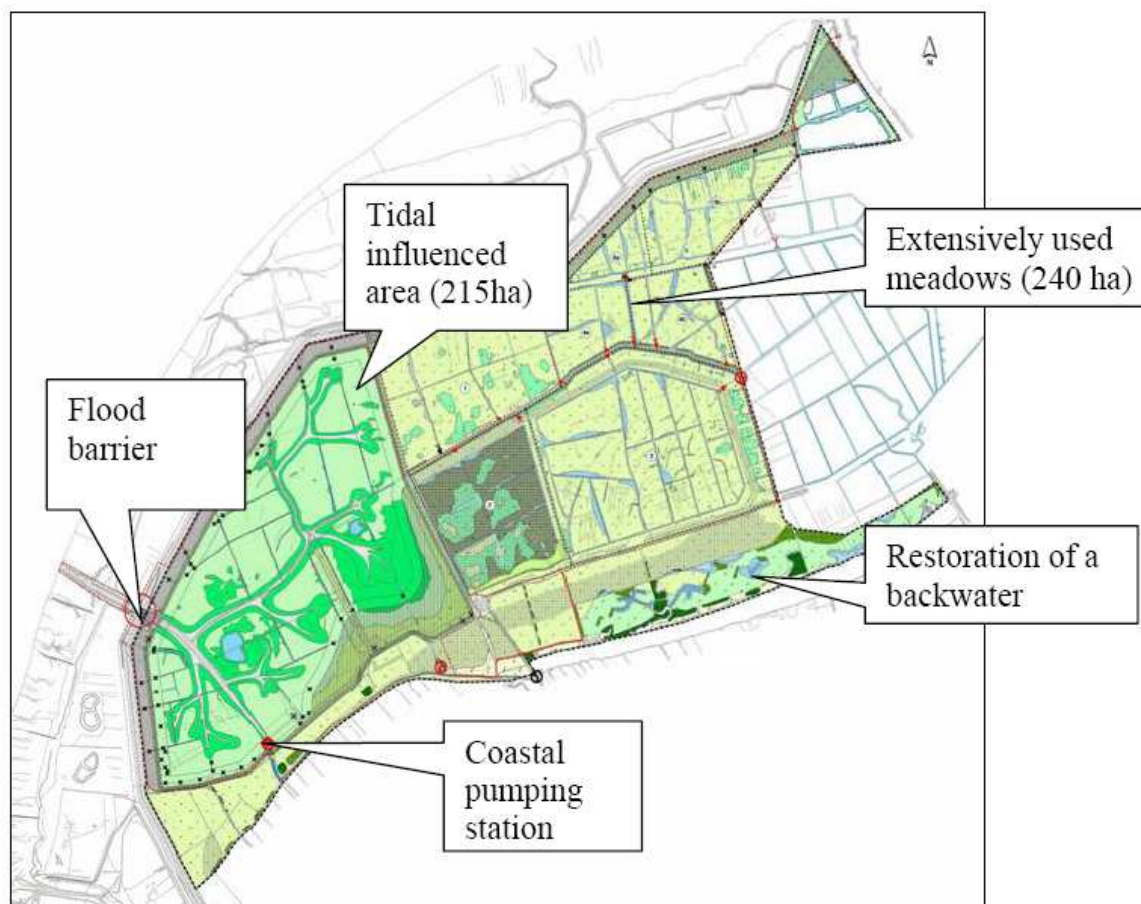 N
Tidal
influenced
area (215ha)
Extensively used
meadows (240 ha)
Flood
barrier
Restoration of a
backwater
Coastal
pumping
station